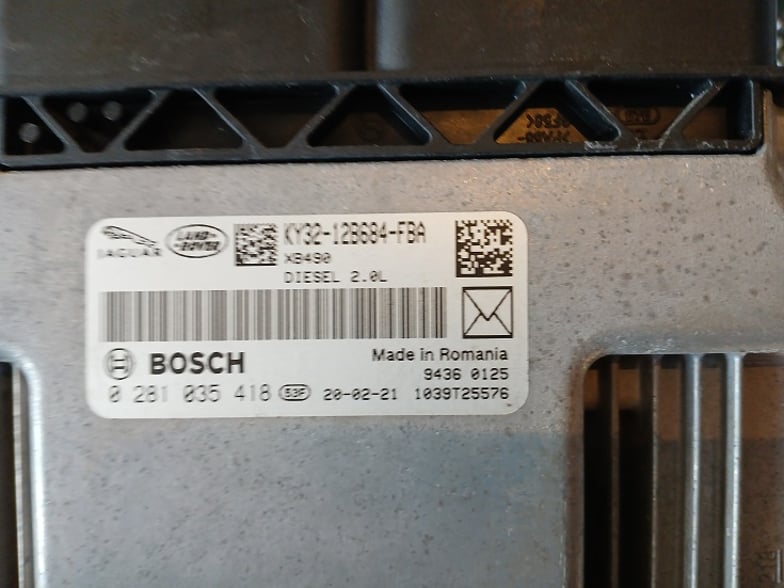 JAGUAR
LAND-
ROVER
KY32-12B684-FBA
X8490
DIESEL 2.0L
BOSCH
Made in Romania
9436 0125
0 281 035 418
20-02-21 1039T25576